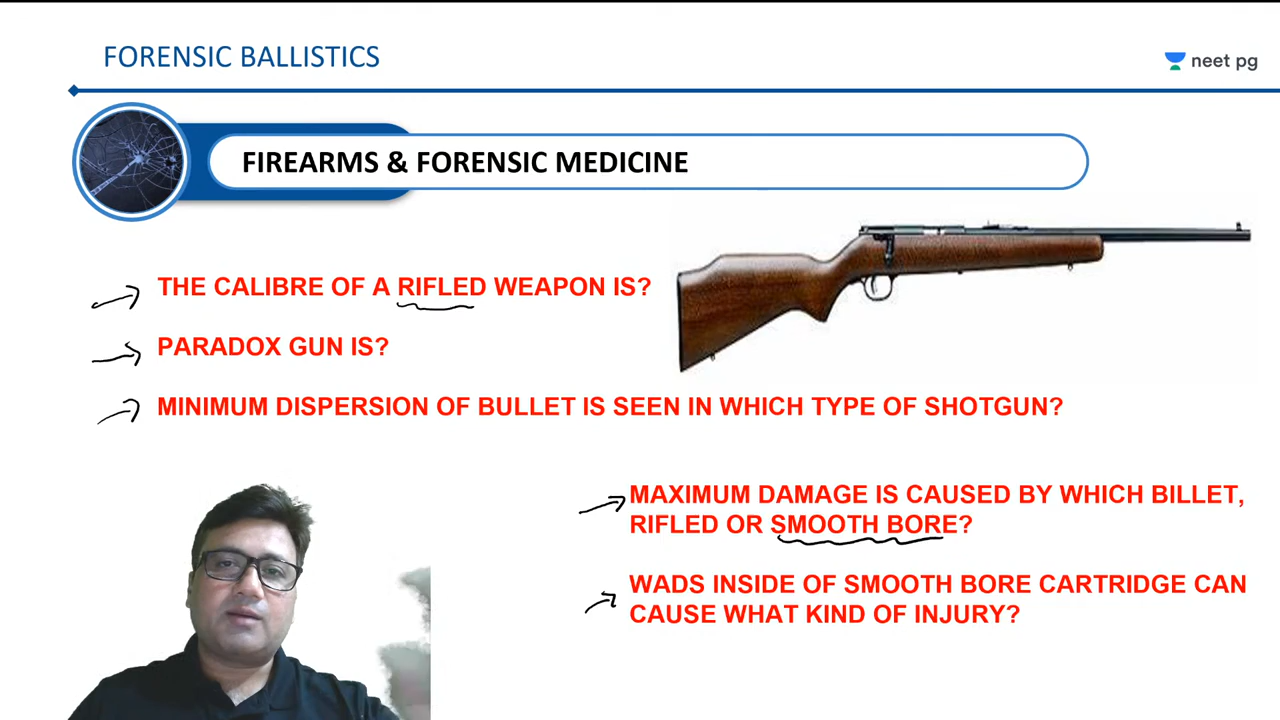 FORENSIC BALLISTICS
neet pg
FIREARMS & FORENSIC MEDICINE
THE CALIBRE OF A RIFLED WEAPON IS?
PARADOX GUN IS?
MINIMUM DISPERSION OF BULLET IS SEEN IN WHICH TYPE OF SHOTGUN?
MAXIMUM DAMAGE IS CAUSED BY WHICH BILLET,
RIFLED OR SMOOTH BORE?
WADS INSIDE OF SMOOTH BORE CARTRIDGE CAN
CAUSE WHAT KIND OF INJURY?